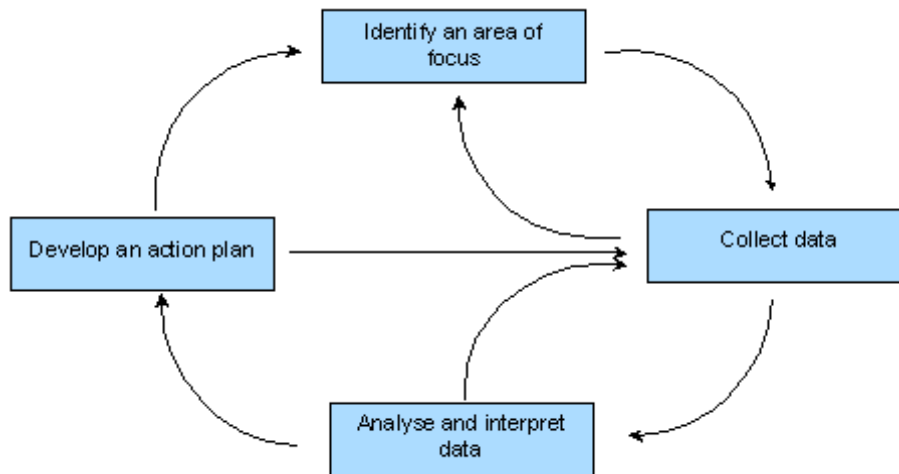 Identify an area of
focus
Develop an action plan
Collect data
Analyse and interpret
data